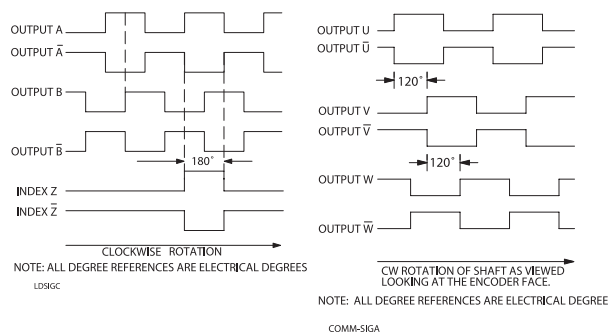 OUTPUT A
OUTPUT A̅
OUTPUT B
OUTPUT B̅
180°
INDEX Z
INDEX Z̅
CLOCKWISE ROTATION
NOTE: ALL DEGREE REFERENCES ARE ELECTRICAL DEGREES
LDSIGC
OUTPUT U
OUTPUT U̅
120°
OUTPUT V
OUTPUT V̅
120°
OUTPUT W
OUTPUT W̅
CW ROTATION OF SHAFT AS VIEWED
LOOKING AT THE ENCODER FACE.
NOTE: ALL DEGREE REFERENCES ARE ELECTRICAL DEGREE
COMM-SIGA